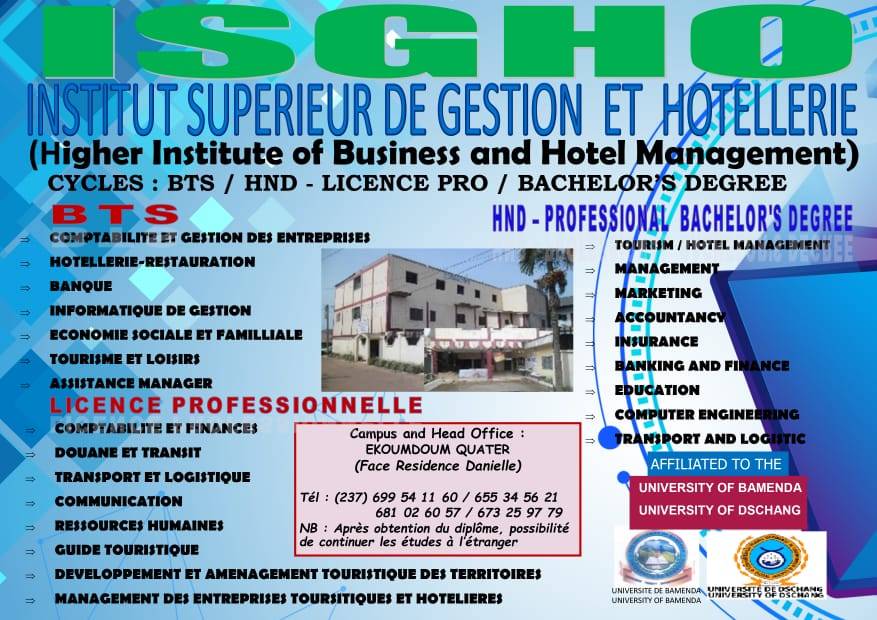 ISGHO
INSTITUT SUPERIEUR DE GESTION ET HOTELLERIE
(Higher Institute of Business and Hotel Management)
CYCLES : BTS / HND - LICENCE PRO / BACHELOR'S DEGREE
BTS
⇒ COMPTABILITE ET GESTION DES ENTREPRISES
⇒ HOTELLERIE-RESTAURATION
⇒ BANQUE
⇒ INFORMATIQUE DE GESTION
⇒ ECONOMIE SOCIALE ET FAMILLIALE
⇒ TOURISME ET LOISIRS
⇒ ASSISTANCE MANAGER
LICENCE PROFESSIONNELLE
⇒ COMPTABILITE ET FINANCES
⇒ DOUANE ET TRANSIT
⇒ TRANSPORT ET LOGISTIQUE
⇒ COMMUNICATION
⇒ RESSOURCES HUMAINES
⇒ GUIDE TOURISTIQUE
⇒ DEVELOPPEMENT ET AMENAGEMENT TOURISTIQUE DES TERRITOIRES
⇒ MANAGEMENT DES ENTREPRISES TOURSITIQUES ET HOTELIERES
Campus and Head Office :
EKOUMDOUM QUATER
(Face Residence Danielle)
Tél : (237) 699 54 11 60 / 655 34 56 21
681 02 60 57 / 673 25 97 79
NB : Après obtention du diplôme, possibilité
de continuer les études à l'étranger
HND – PROFESSIONAL BACHELOR'S DEGREE
⇒ TOURISM / HOTEL MANAGEMENT
⇒ MANAGEMENT
⇒ MARKETING
⇒ ACCOUNTANCY
⇒ INSURANCE
⇒ BANKING AND FINANCE
⇒ EDUCATION
⇒ COMPUTER ENGINEERING
⇒ TRANSPORT AND LOGISTIC
AFFILIATED TO THE
UNIVERSITY OF BAMENDA
UNIVERSITY OF DSCHANG
UNIVERSITE DE BAMENDA
UNIVERSITY OF BAMENDA
UNIVERSITÉ DE DSCHANG
UNIVERSITY OF DSCHANG